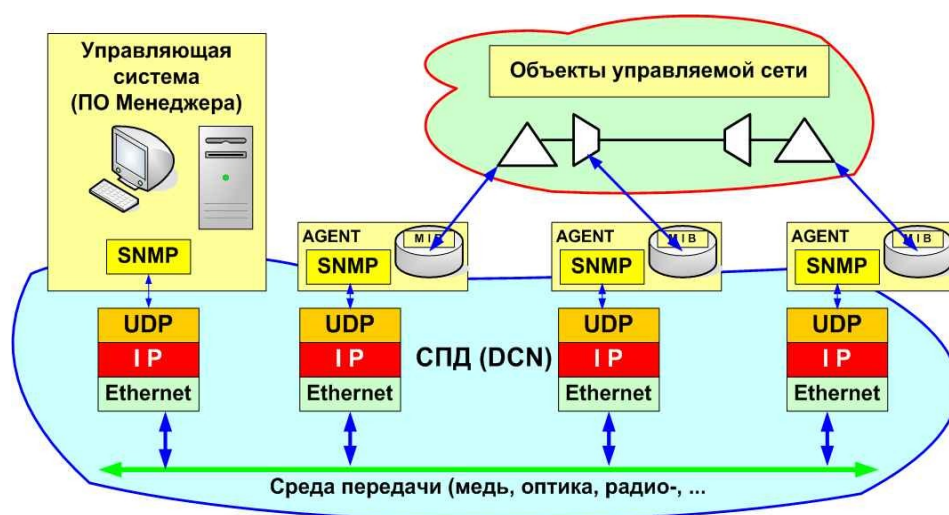 Управляющая
система
(ПО Менеджера)
Объекты управляемой сети
SNMP
AGENT
MIB
SNMP
AGENT
MIB
SNMP
AGENT
MIB
SNMP
UDP
IP
Ethernet
UDP
IP
Ethernet
СПД (DCN)
UDP
IP
Ethernet
UDP
IP
Ethernet
Среда передачи (медь, оптика, радио-, ...